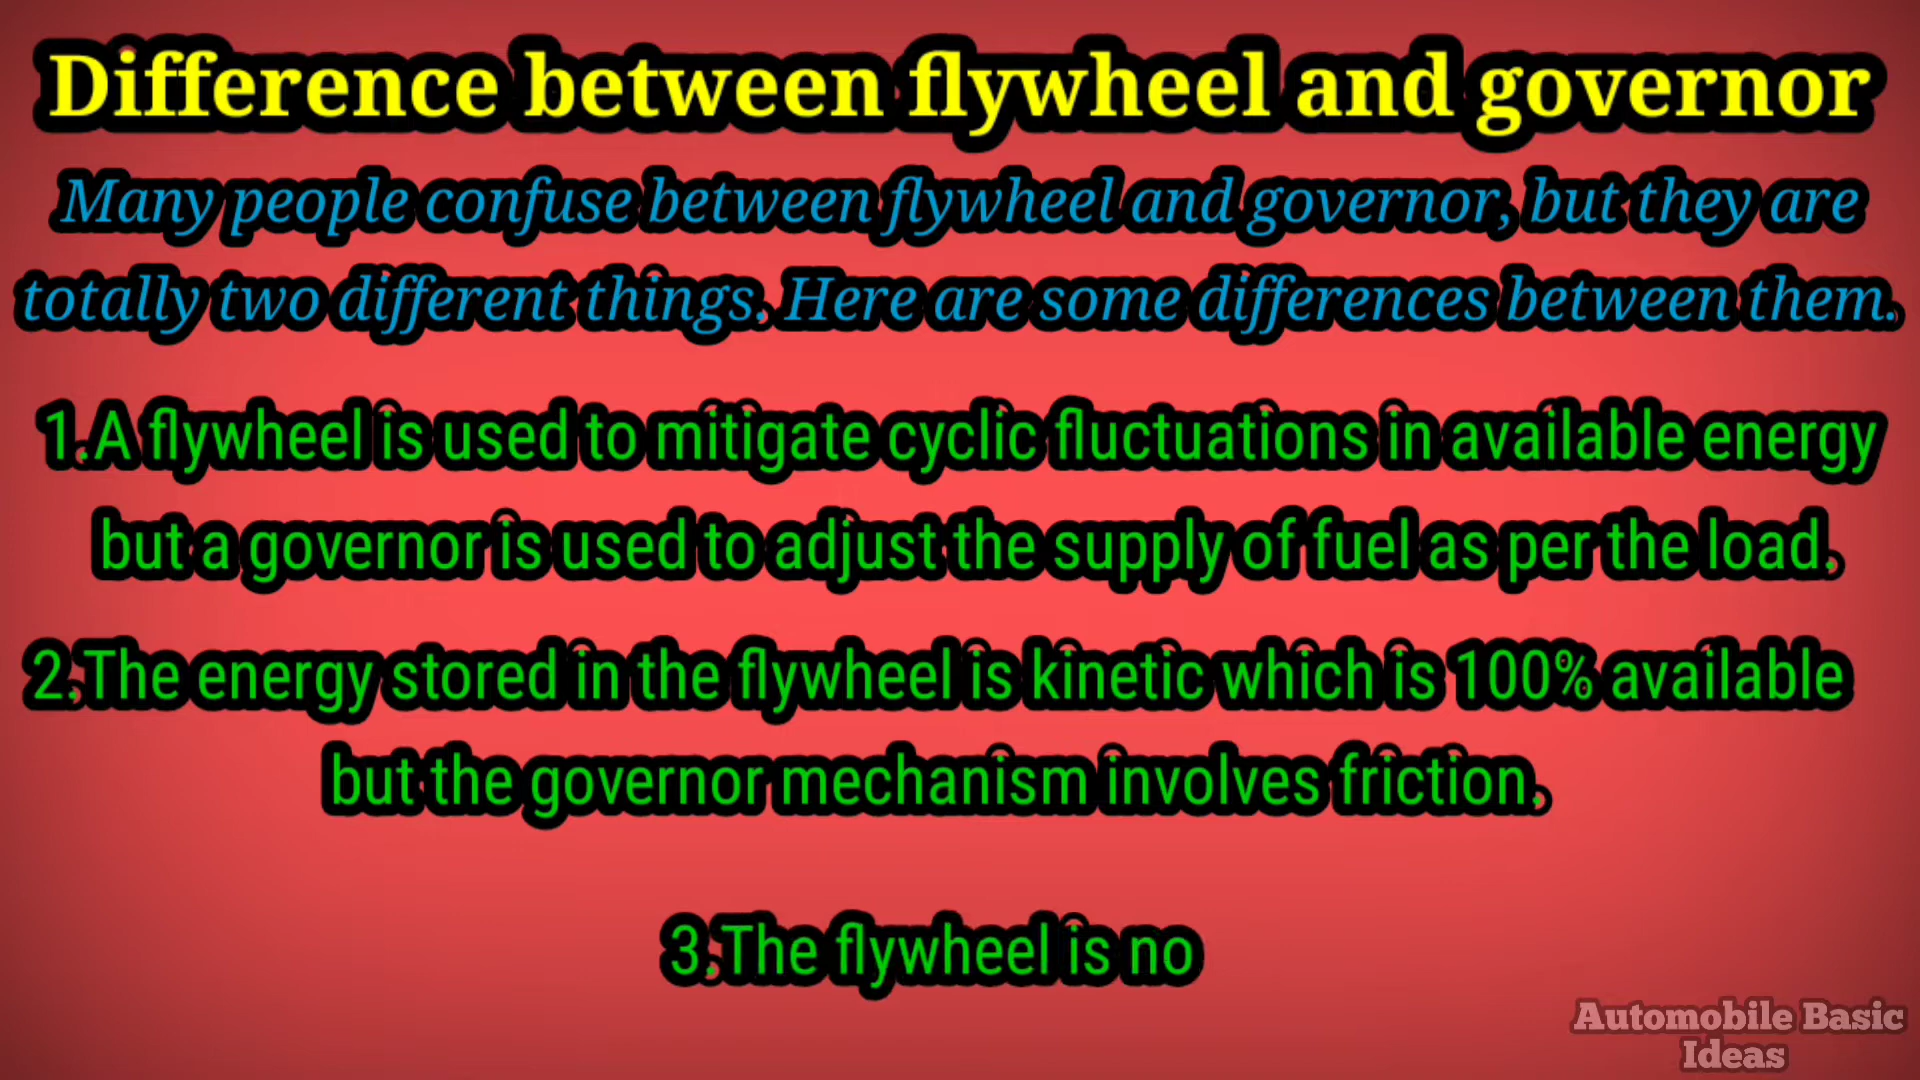 Difference between flywheel and governor
Many people confuse between flywheel and governor, but they are
totally two different things. Here are some differences between them.
1.A flywheel is used to mitigate cyclic fluctuations in available energy
but a governor is used to adjust the supply of fuel as per the load.
2.The energy stored in the flywheel is kinetic which is 100% available
but the governor mechanism involves friction.
3.The flywheel is no
Automobile Basic
Ideas